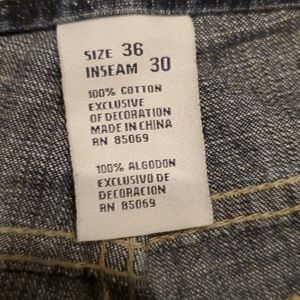 SIZE 36
INSEAM 30
100% COTTON
EXCLUSIVE
OF DECORATION
MADE IN CHINA
RN 85069
100% ALGODON
EXCLUSIVO DE
DECORACION
RN 85069